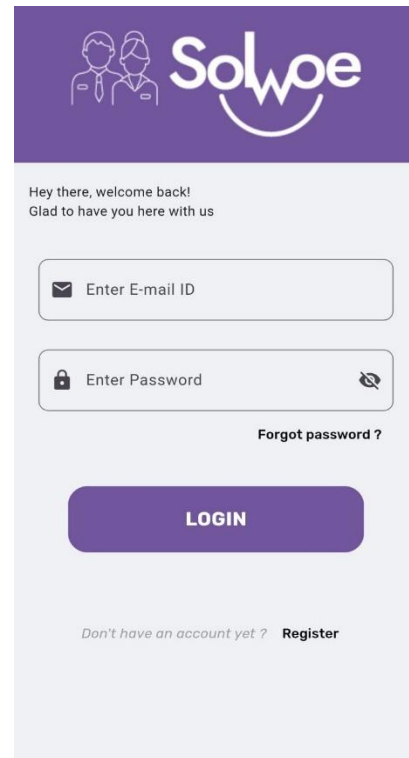 Solwoe
Hey there, welcome back!
Glad to have you here with us
Enter E-mail ID
Enter Password
Forgot password ?
LOGIN
Don't have an account yet ? Register